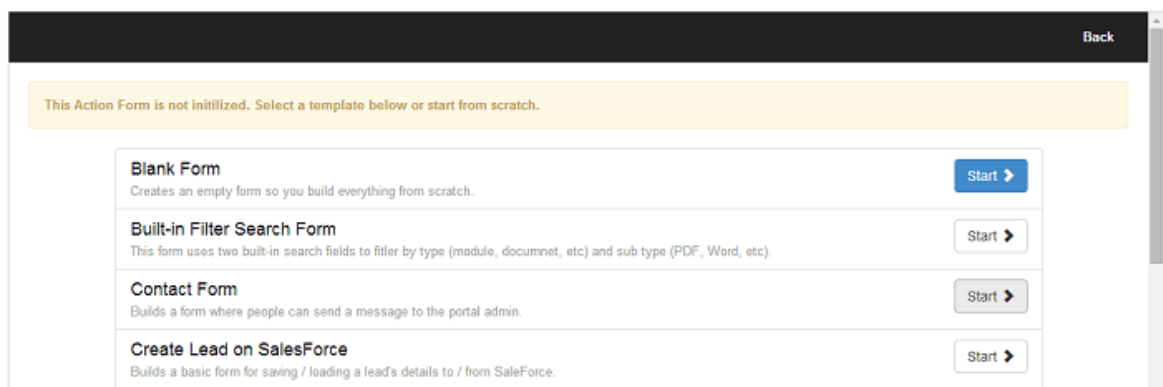 Back
This Action Form is not initilized. Select a template below or start from scratch.
Blank Form
Creates an empty form so you build everything from scratch.
Start
Built-in Filter Search Form
This form uses two built-in search fields to fitler by type (module, documnet, etc) and sub type (PDF, Word, etc).
Start
Contact Form
Builds a form where people can send a message to the portal admin.
Start
Create Lead on SalesForce
Builds a basic form for saving / loading a lead's details to / from SaleForce.
Start